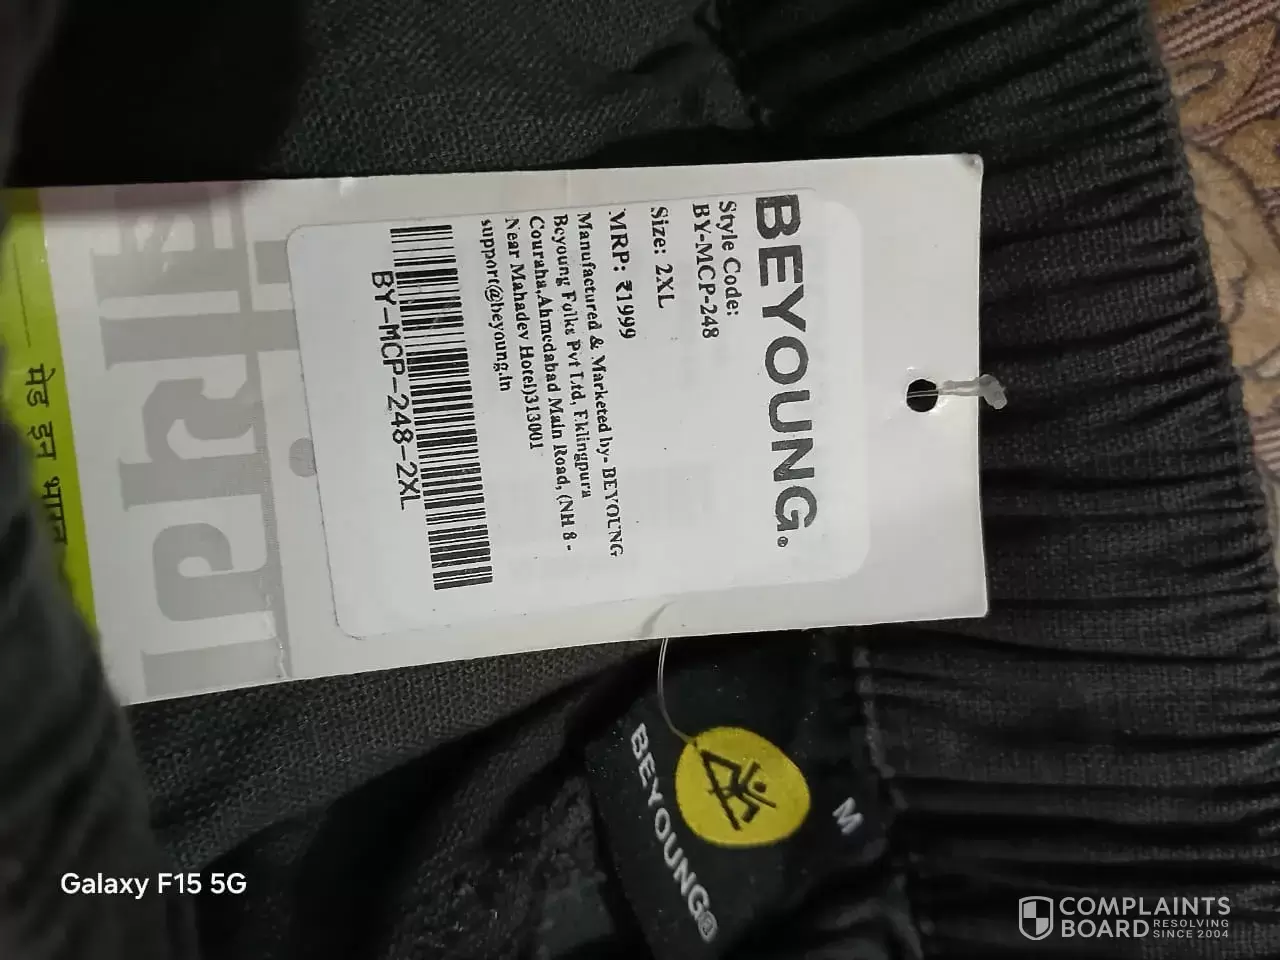 BEYOUNG®
Style Code:
BY-MCP-248
Size: 2XL
MRP: ₹1999
Manufactured & Marketed by- BEYOUNG
Beyoung Folks Pvt Ltd, Eklingpura
Couraha,Ahmedabad Main Road, (NH 8 -
Near Mahadev Hotel)313001
support@beyoung.in
BY-MCP-248-2XL
मेड इन भारत
BEYOUNG®
M
Galaxy F15 5G
COMPLAINTS
BOARD RESOLVING
SINCE 2004